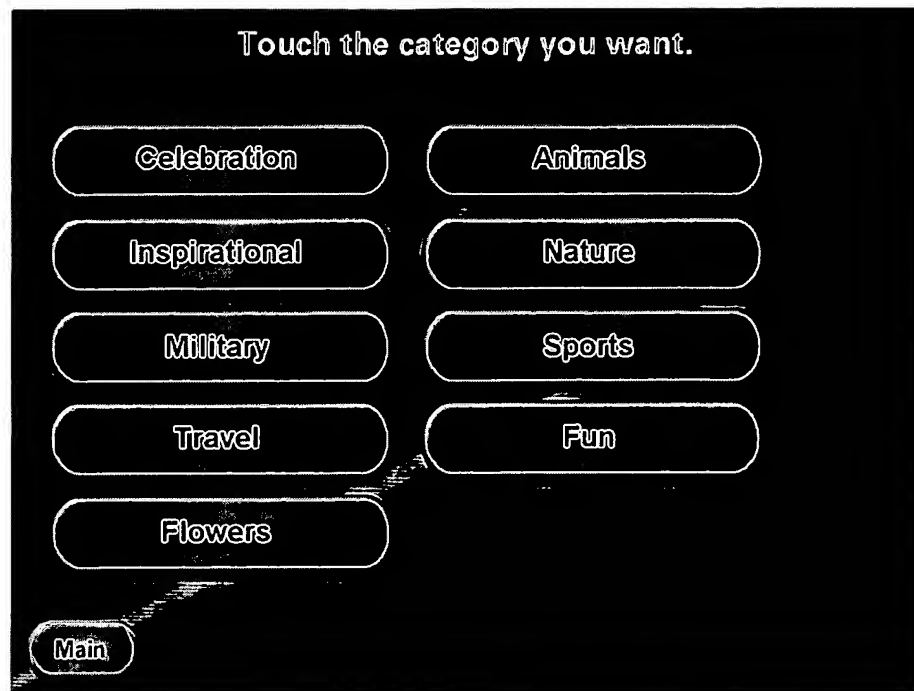 Touch the category you want.
Celebration
Animals
Inspirational
Nature
Military
Sports
Travel
Fun
Flowers
Main